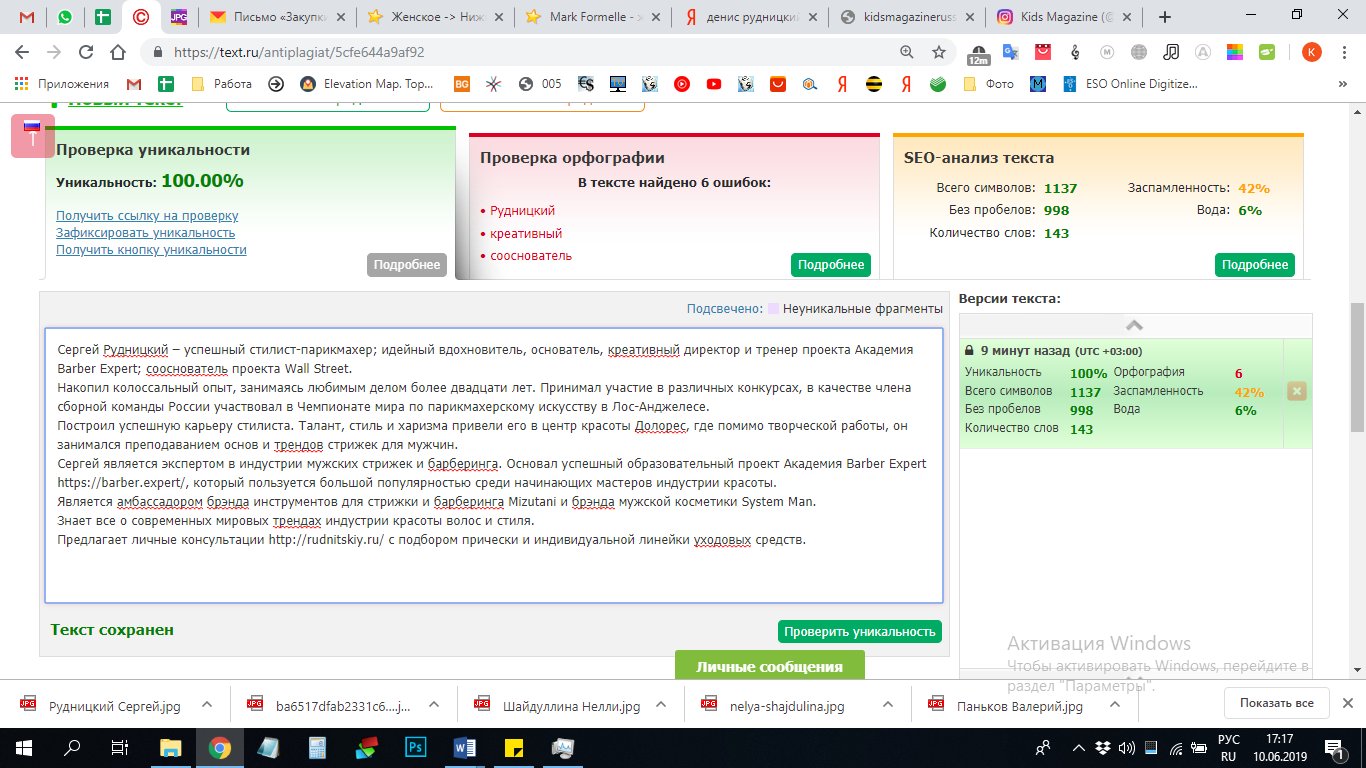 Письмо «Закупк
Женское -> Ниж
Mark Formelle - >
денис рудницкий
kidsmagazineruss
Kids Magazine (@
https://text.ru/antiplagiat/5cfe644a9af92
12m
K
Приложения
Работа
Elevation Map. Top...
BG
005
Фото
ESO Online Digitize...
»
Новый текст
Проверка уникальности
Уникальность: 100.00%
Получить ссылку на проверку
Зафиксировать уникальность
Получить кнопку уникальности
Подробнее
Проверка орфографии
В тексте найдено 6 ошибок:
• Рудницкий
• креативный
• сооснователь
Подробнее
SEO-анализ текста
Всего символов: 1137 Заспамленность: 42%
Без пробелов: 998 Вода: 6%
Количество слов: 143
Подробнее
Подсвечено: Неуникальные фрагменты
Сергей Рудницкий – успешный стилист-парикмахер; идейный вдохновитель, основатель, креативный директор и тренер проекта Академия
Barber Expert; сооснователь проекта Wall Street.
Накопил колоссальный опыт, занимаясь любимым делом более двадцати лет. Принимал участие в различных конкурсах, в качестве члена
сборной команды России участвовал в Чемпионате мира по парикмахерскому искусству в Лос-Анджелесе.
Построил успешную карьеру стилиста. Талант, стиль и харизма привели его в центр красоты Долорес, где помимо творческой работы, он
занимался преподаванием основ и трендов стрижек для мужчин.
Сергей является экспертом в индустрии мужских стрижек и барберинга. Основал успешный образовательный проект Академия Barber Expert
https://barber.expert/, который пользуется большой популярностью среди начинающих мастеров индустрии красоты.
Является амбассадором брэнда инструментов для стрижки и барберинга Mizutani и брэнда мужской косметики System Man.
Знает все о современных мировых трендах индустрии красоты волос и стиля.
Предлагает личные консультации http://rudnitskiy.ru/ с подбором прически и индивидуальной линейки уходовых средств.
Текст сохранен
Проверить уникальность
Версии текста:
9 минут назад (UTC +03:00)
Уникальность 100% Орфография 6
Всего символов 1137 Заспамленность 42%
Без пробелов 998 Вода 6%
Количество слов 143
Личные сообщения
Активация Windows
Чтобы активировать Windows, перейдите в
раздел "Параметры".
Рудницкий Сергей.jpg
ba6517dfab2331c6....j...
Шайдуллина Нелли.jpg
nelya-shajdulina.jpg
Паньков Валерий.jpg
Показать все
РУС
RU
17:17
10.06.2019
1